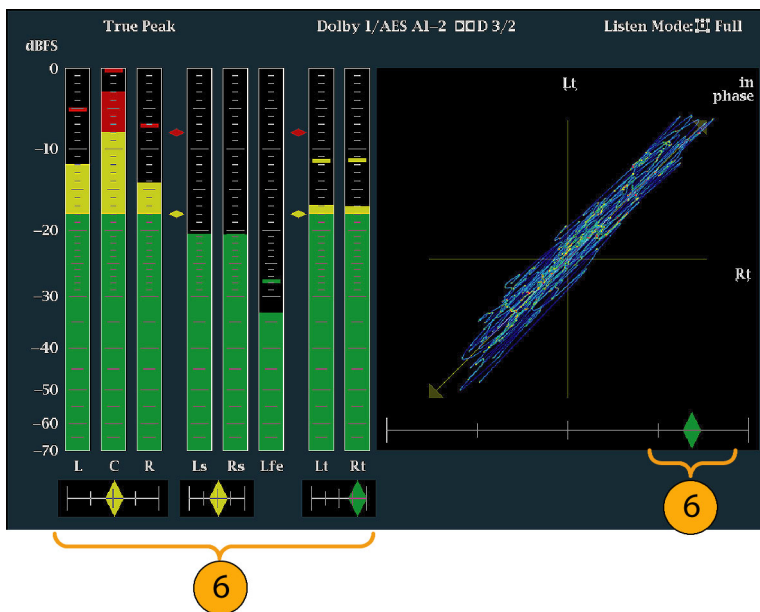 True Peak
Dolby 1/AES A1–2 DD D 3/2
Listen Mode: Full
dBFS
0
–10
–20
–30
–40
–50
–60
–70
L C R Ls Rs Lfe Lt Rt
Lt
in
phase
Rt
6
6